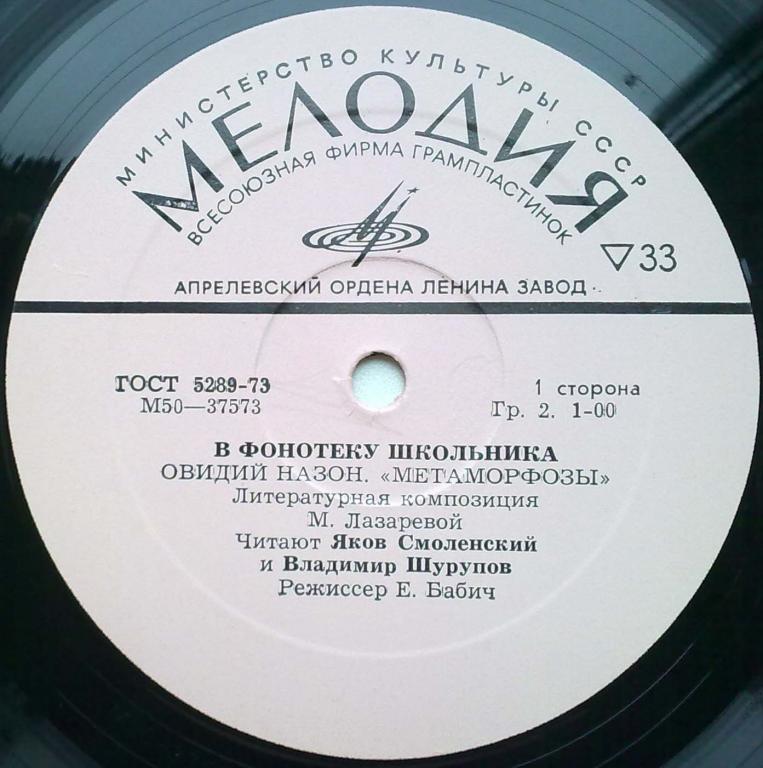 МИНИСТЕРСТВО КУЛЬТУРЫ СССР
МЕЛОДИЯ
ВСЕСОЮЗНАЯ ФИРМА ГРАМПЛАСТИНОК
▽33
АПРЕЛЕВСКИЙ ОРДЕНА ЛЕНИНА ЗАВОД
ГОСТ 5289-73
1 сторона
М50—37573
Гр. 2. 1-00
В ФОНОТЕКУ ШКОЛЬНИКА
ОВИДИЙ НАЗОН. «МЕТАМОРФОЗЫ»
Литературная композиция
М. Лазаревой
Читают Яков Смоленский
и Владимир Шурупов
Режиссер Е. Бабич